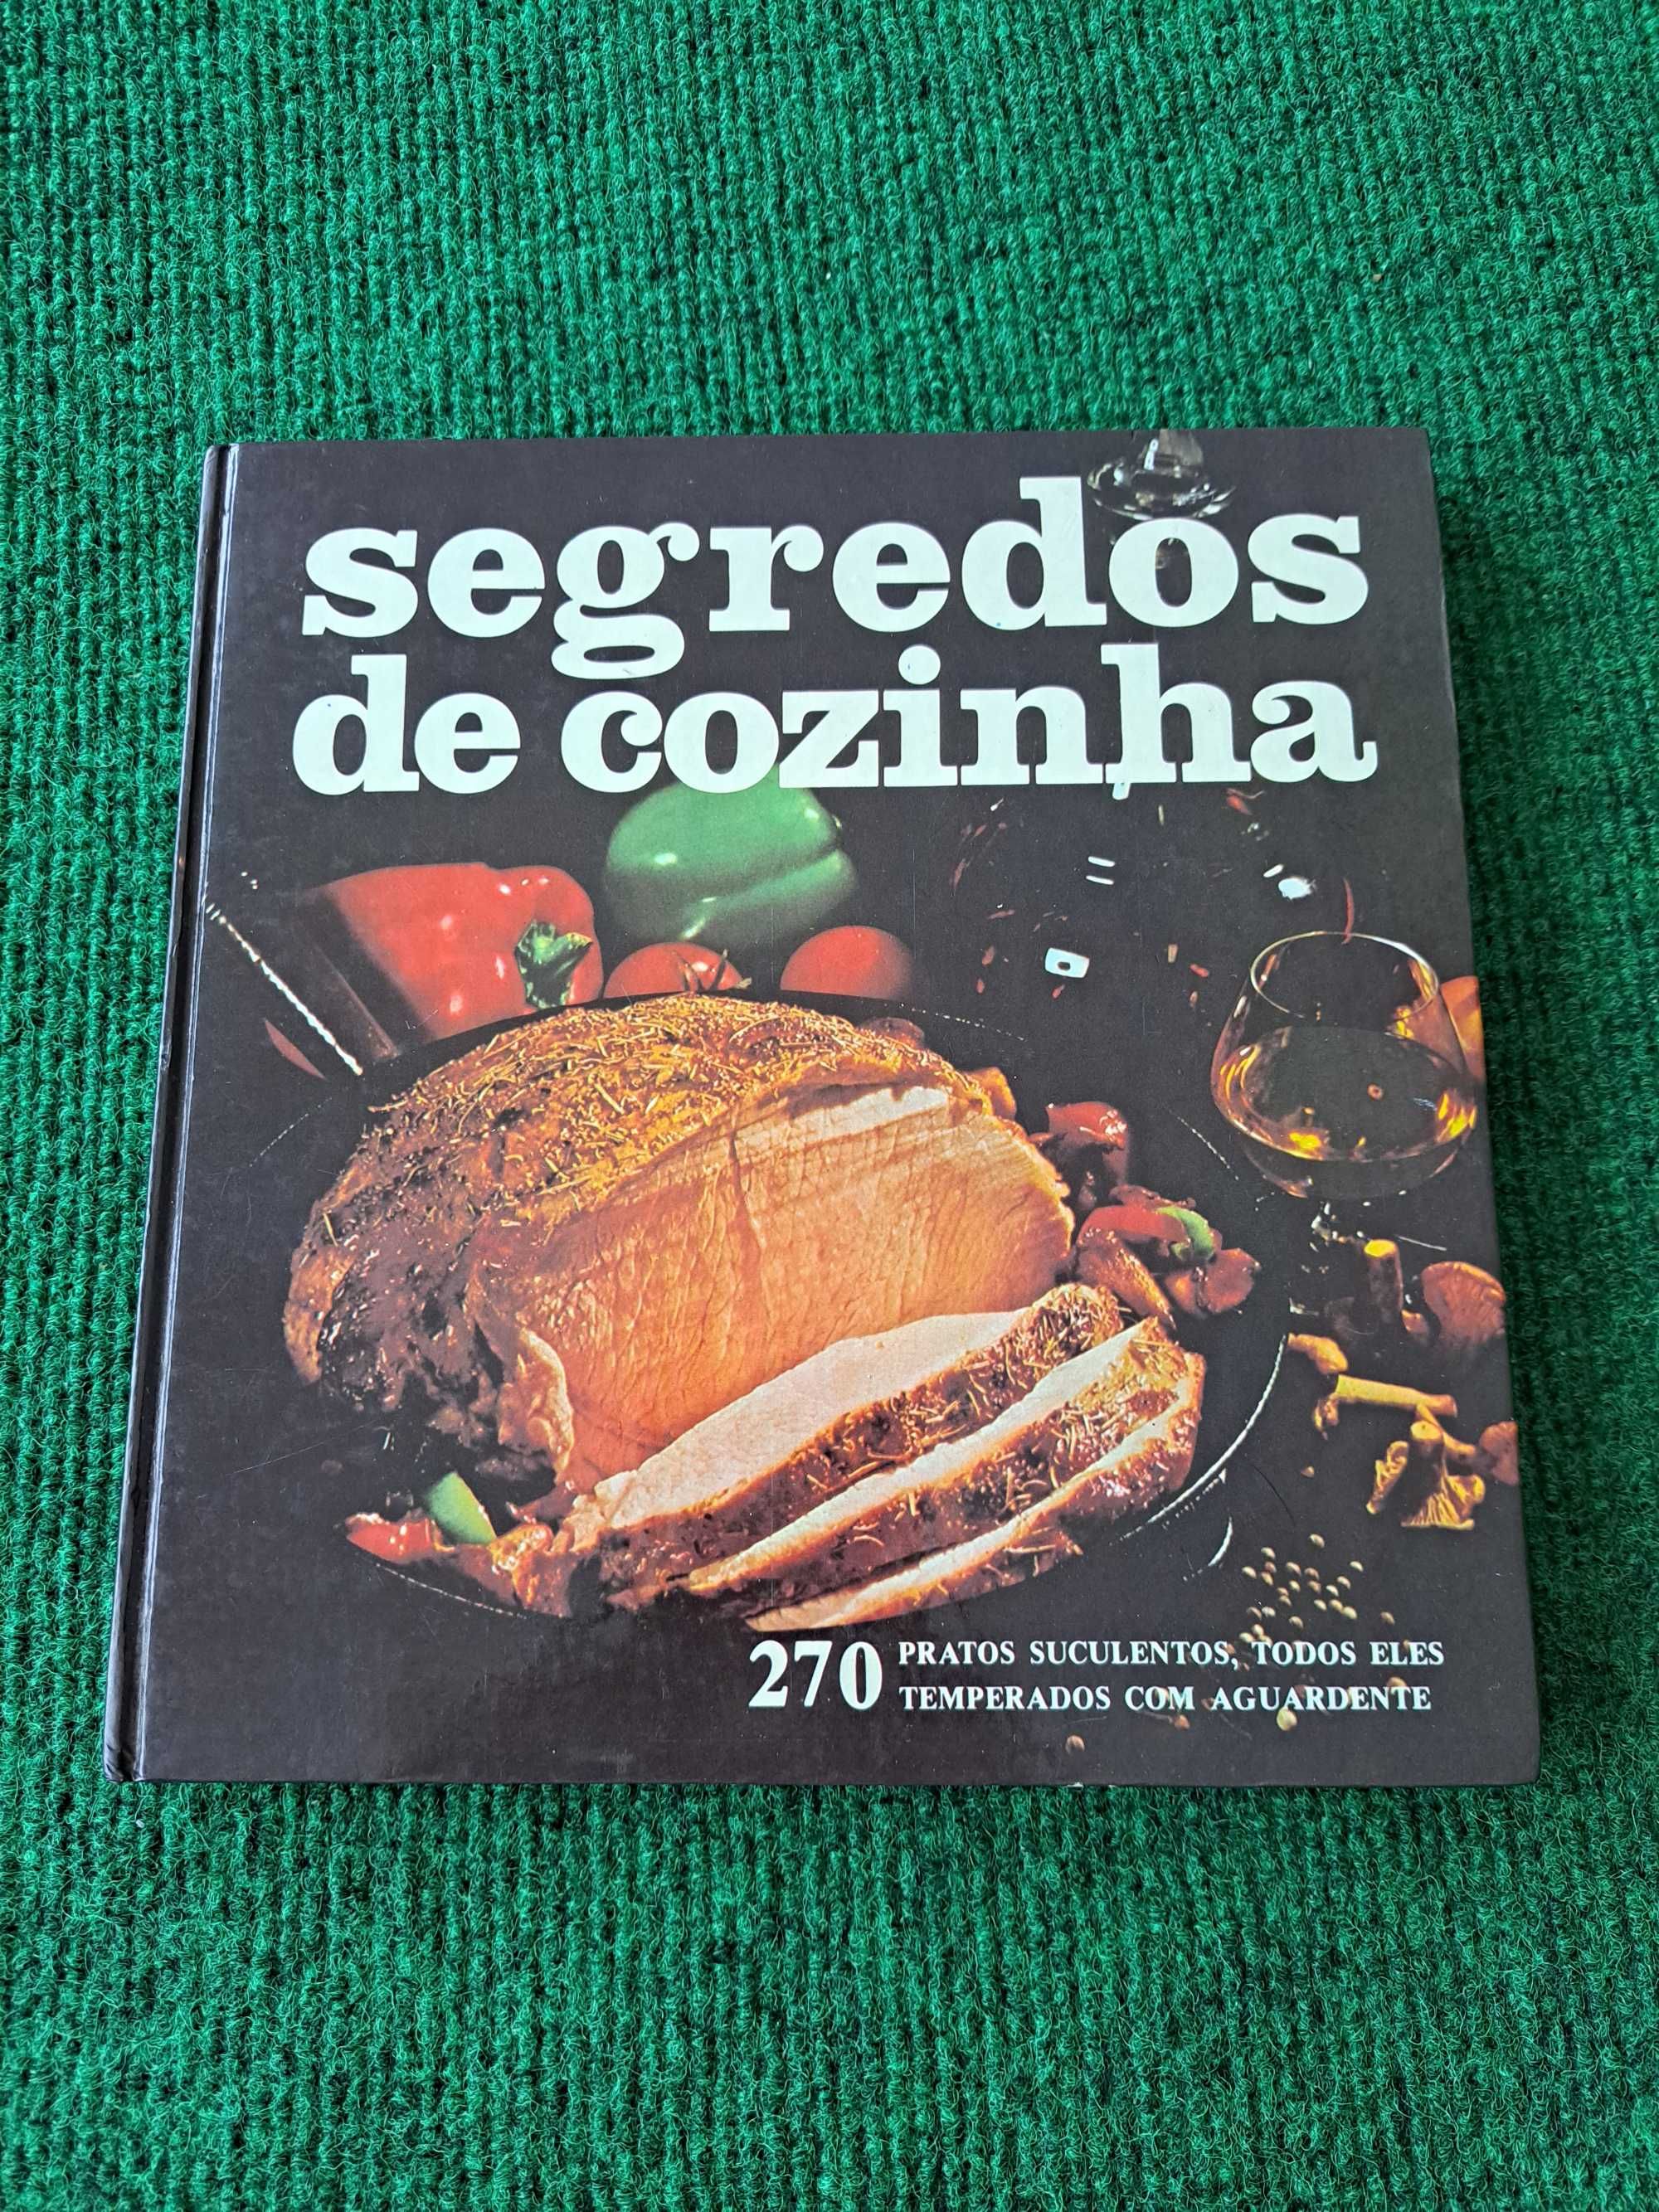 segredos
de cozinha
270 PRATOS SUCULENTOS, TODOS ELES
TEMPERADOS COM AGUARDENTE